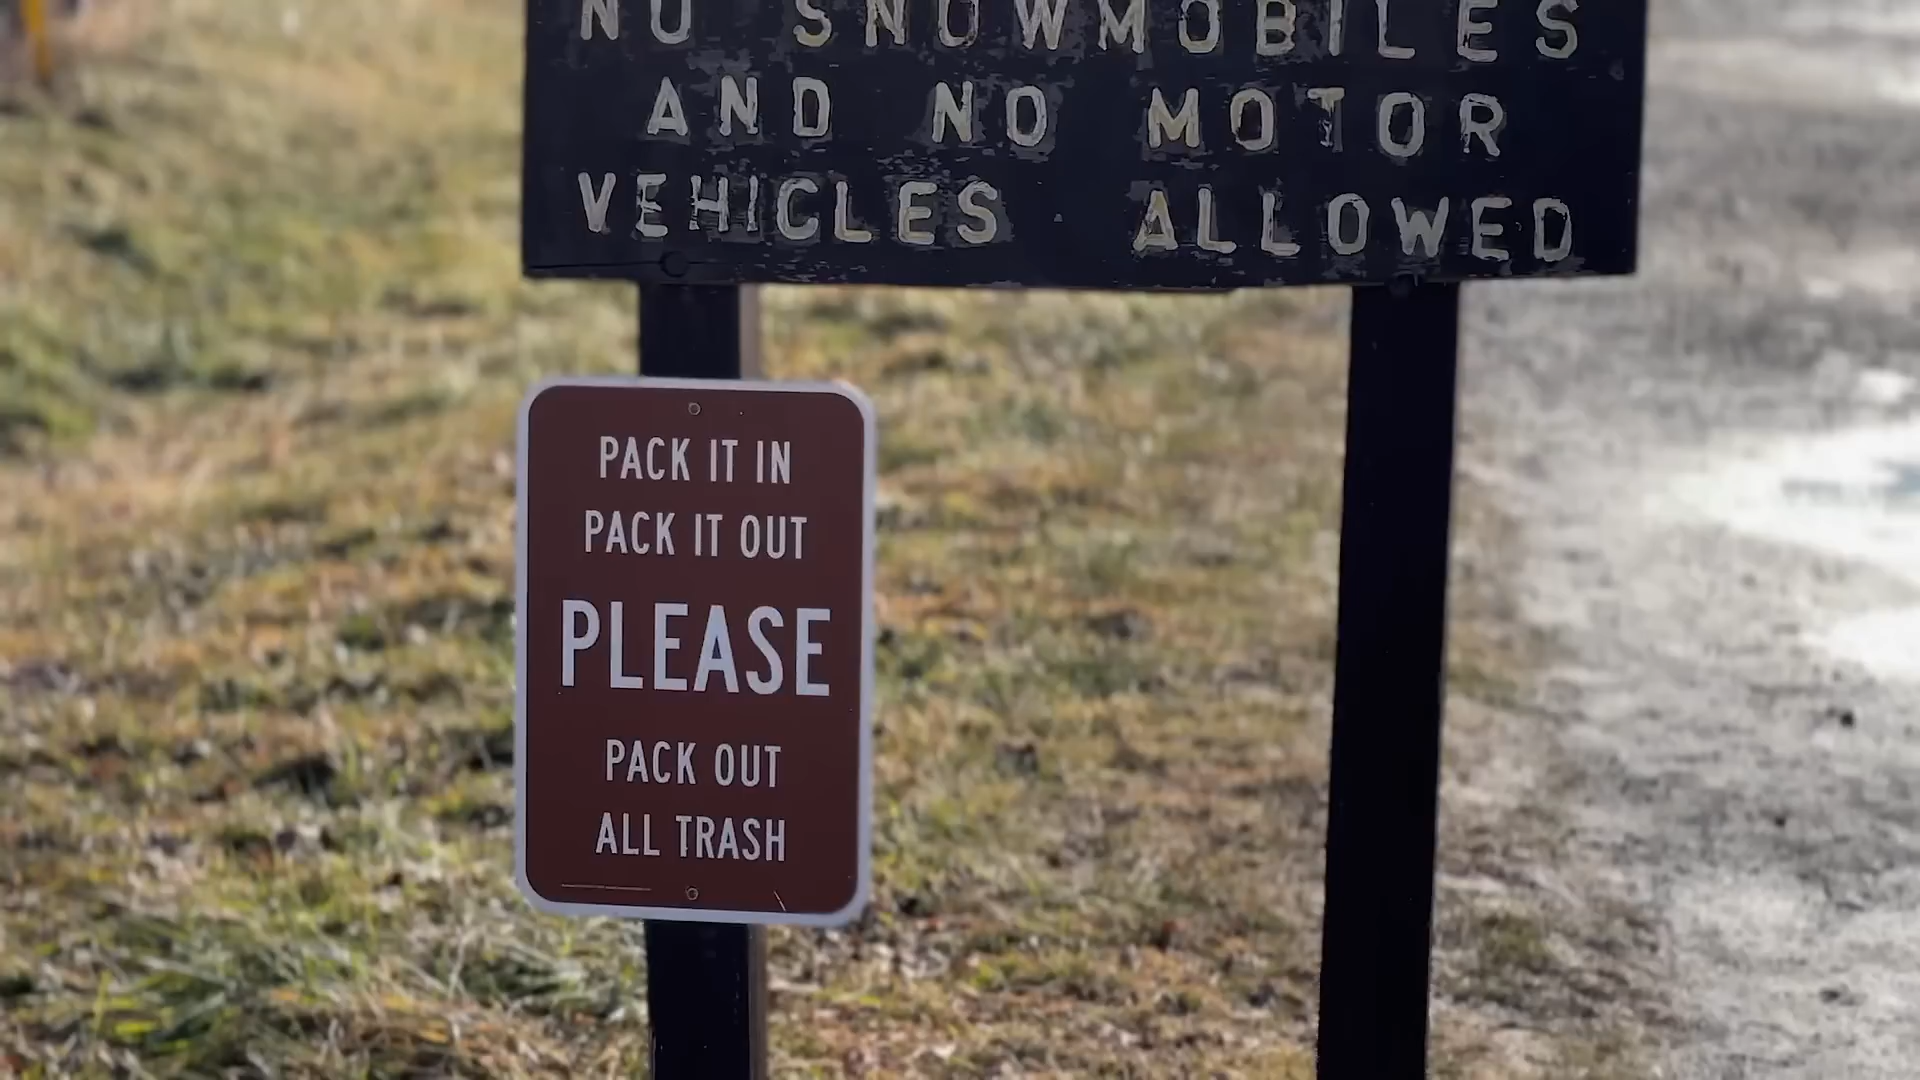 NO SNOWMOBILES
AND NO MOTOR
VEHICLES ALLOWED
PACK IT IN
PACK IT OUT
PLEASE
PACK OUT
ALL TRASH